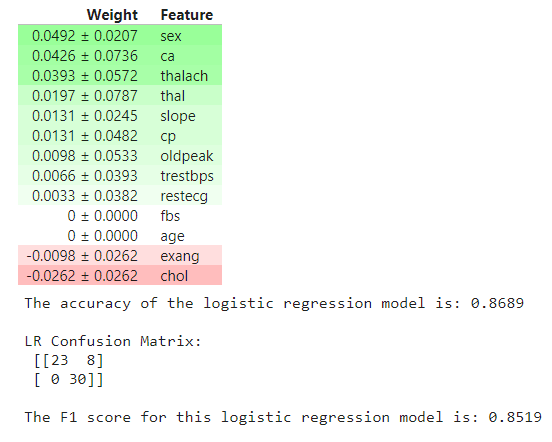 Weight Feature
0.0492 ± 0.0207 sex
0.0426 ± 0.0736 ca
0.0393 ± 0.0572 thalach
0.0197 ± 0.0787 thal
0.0131 ± 0.0245 slope
0.0131 ± 0.0482 cp
0.0098 ± 0.0533 oldpeak
0.0066 ± 0.0393 trestbps
0.0033 ± 0.0382 restecg
0 ± 0.0000 fbs
0 ± 0.0000 age
-0.0098 ± 0.0262 exang
-0.0262 ± 0.0262 chol
The accuracy of the logistic regression model is: 0.8689
LR Confusion Matrix:
[[23 8]
[ 0 30]]
The F1 score for this logistic regression model is: 0.8519